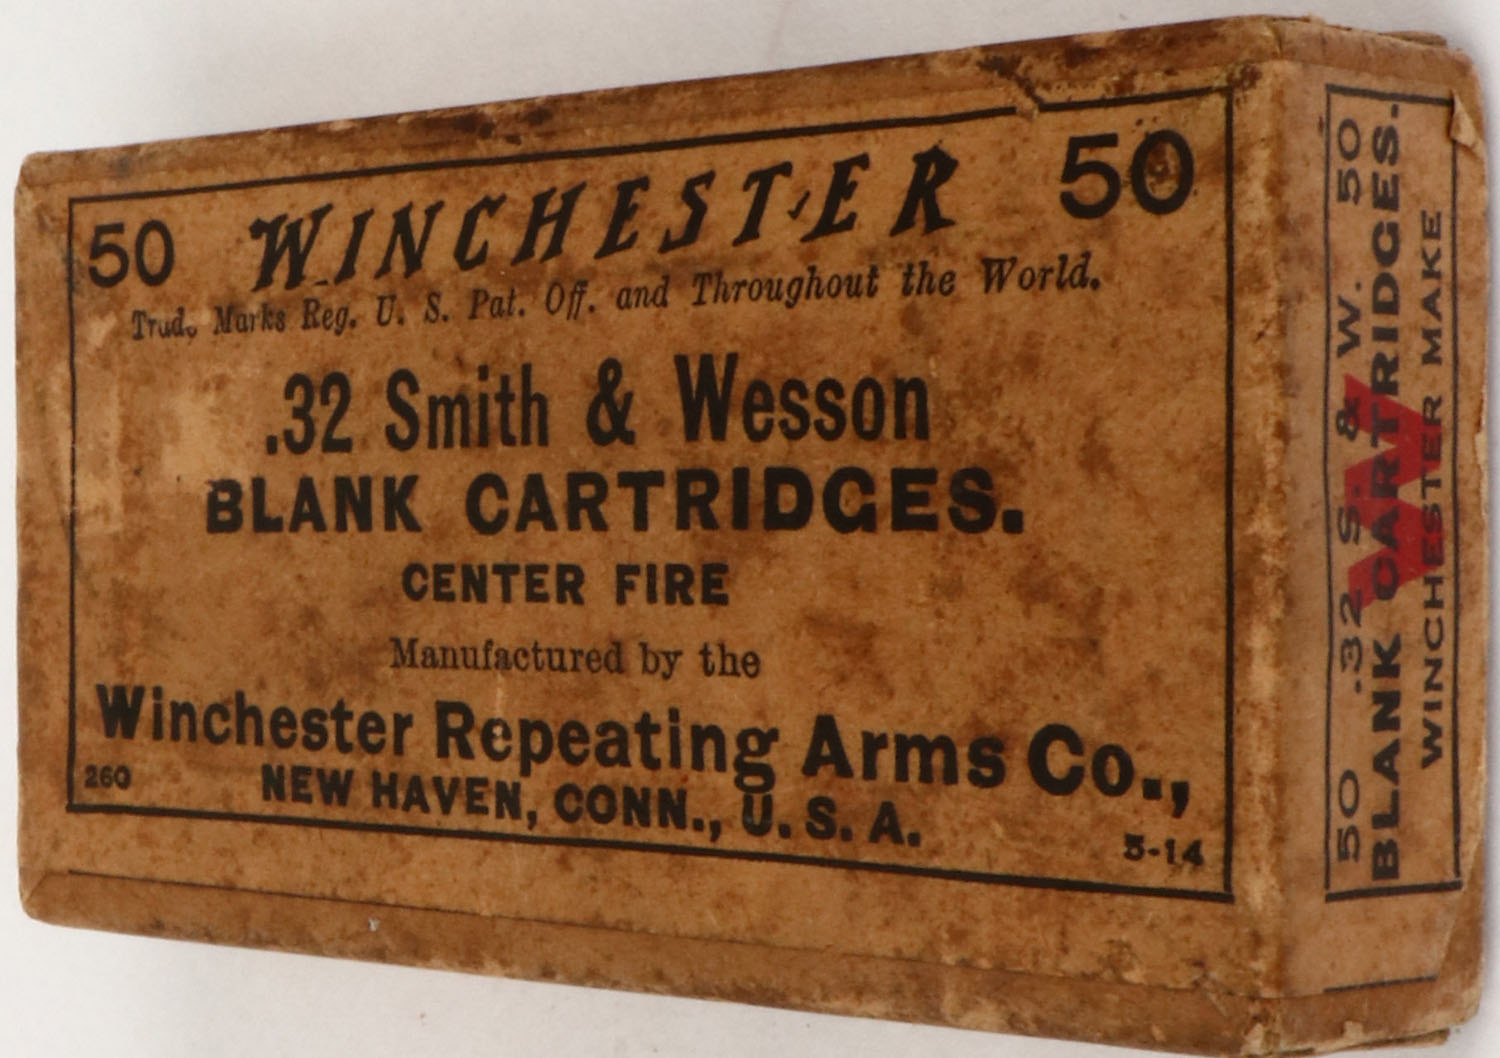 50 WINCHESTER 50
Trade Marks Reg. U. S. Pat. Off. and Throughout the World.
.32 Smith & Wesson
BLANK CARTRIDGES.
CENTER FIRE
Manufactured by the
Winchester Repeating Arms Co.,
260 NEW HAVEN, CONN., U. S. A. 5-14
50 .32 S. & W. 50
BLANK CARTRIDGES.
WINCHESTER MAKE
W